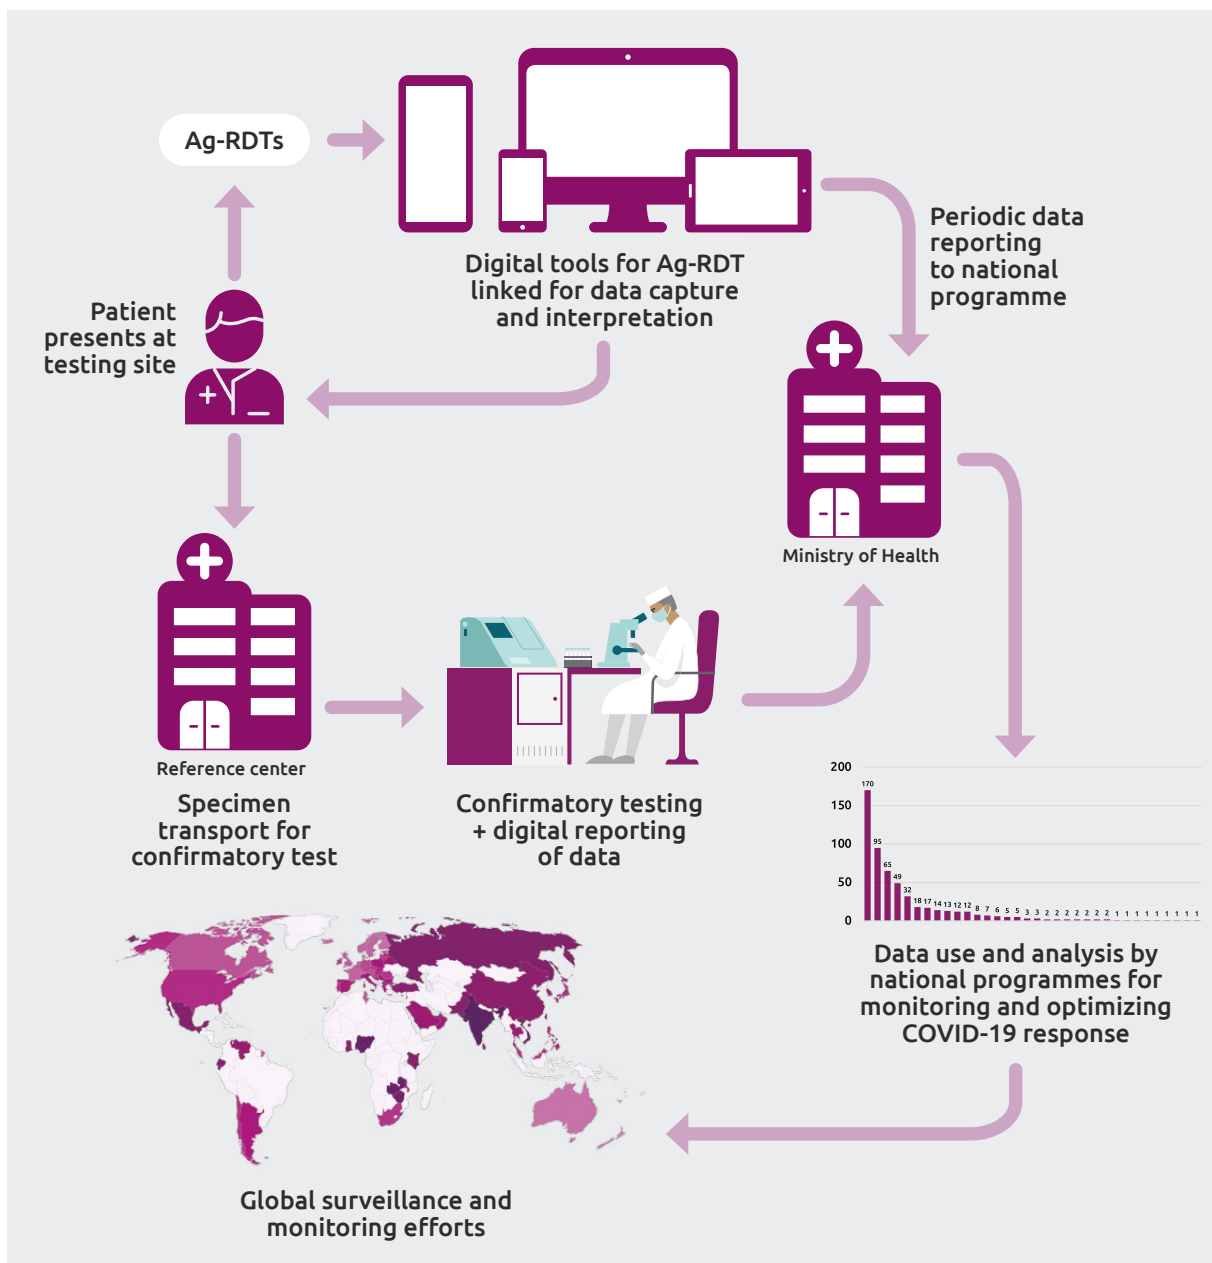 Ag-RDTs
Digital tools for Ag-RDT
linked for data capture
and interpretation
Periodic data
reporting
to national
programme
Patient
presents at
testing site
Ministry of Health
Reference center
Specimen
transport for
confirmatory test
Confirmatory testing
+ digital reporting
of data
200
150
100
50
0
170
95
65
49
32
18 17 14 13 12 12 8 7 6 5 5 3 3 2 2 2 2 2 2 2 1 1 1 1 1 1 1 1 1
Data use and analysis by
national programmes for
monitoring and optimizing
COVID-19 response
Global surveillance and
monitoring efforts